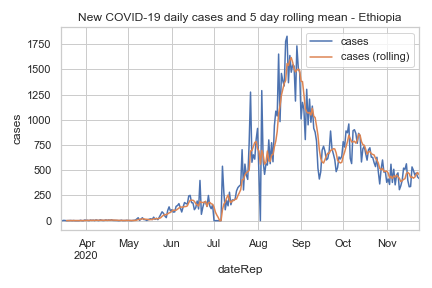 New COVID-19 daily cases and 5 day rolling mean - Ethiopia
cases
cases (rolling)
1750
1500
1250
1000
750
500
250
0
cases
Apr
2020
May
Jun
Jul
Aug
Sep
Oct
Nov
dateRep